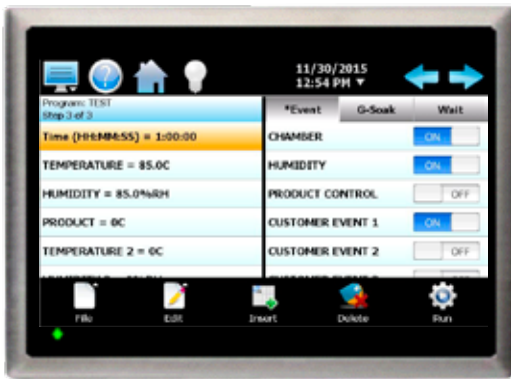 11/30/2015
12:54 PM ▼
Program: TEST
Step 3 of 3
*Event G-Soak Wait
Time (HH:MM:SS) = 1:00:00
CHAMBER ON
TEMPERATURE = 85.0C
HUMIDITY ON
HUMIDITY = 85.0%RH
PRODUCT CONTROL OFF
PRODUCT = 0C
CUSTOMER EVENT 1 ON
TEMPERATURE 2 = 0C
CUSTOMER EVENT 2 OFF
File Edit Insert Delete Run